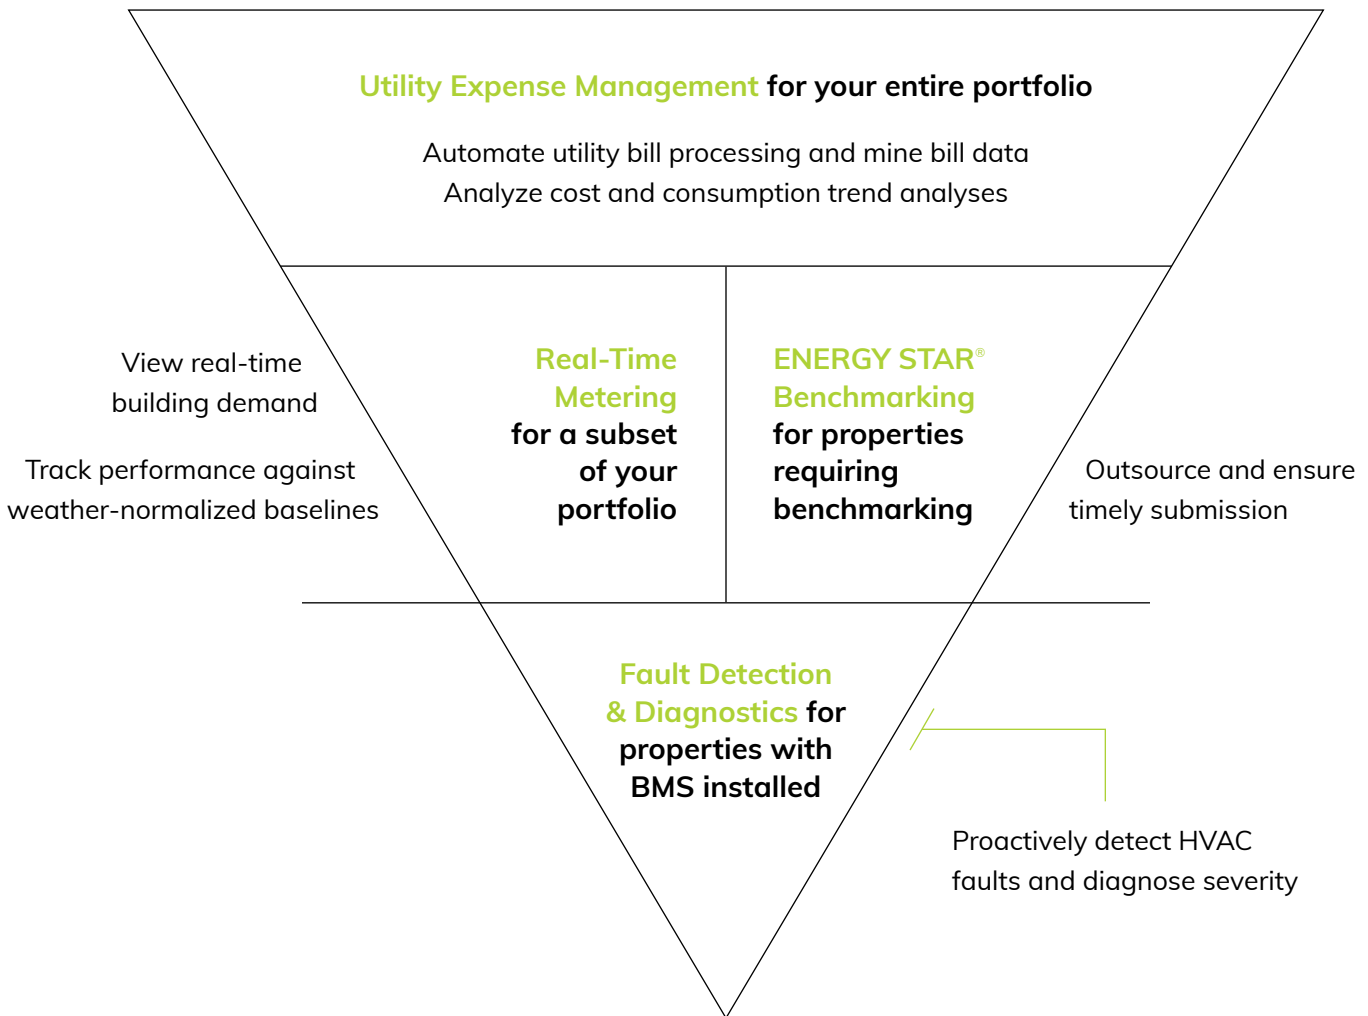 Utility Expense Management for your entire portfolio
Automate utility bill processing and mine bill data
Analyze cost and consumption trend analyses
View real-time
building demand
Track performance against
weather-normalized baselines
Real-Time
Metering
for a subset
of your
portfolio
ENERGY STAR®
Benchmarking
for properties
requiring
benchmarking
Outsource and ensure
timely submission
Fault Detection
& Diagnostics for
properties with
BMS installed
Proactively detect HVAC
faults and diagnose severity